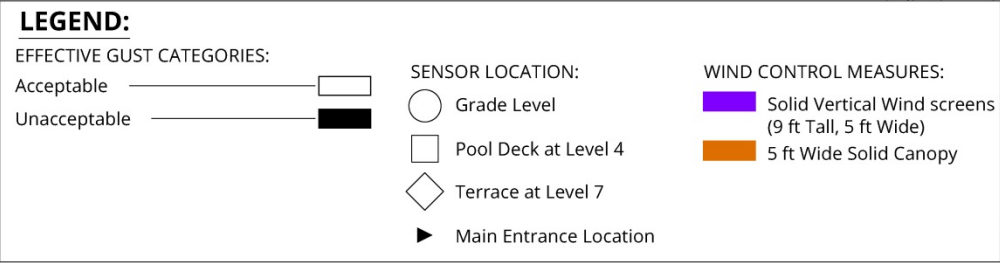 LEGEND:
EFFECTIVE GUST CATEGORIES:
Acceptable
Unacceptable
SENSOR LOCATION:
Grade Level
Pool Deck at Level 4
Terrace at Level 7
Main Entrance Location
WIND CONTROL MEASURES:
Solid Vertical Wind screens
(9 ft Tall, 5 ft Wide)
5 ft Wide Solid Canopy